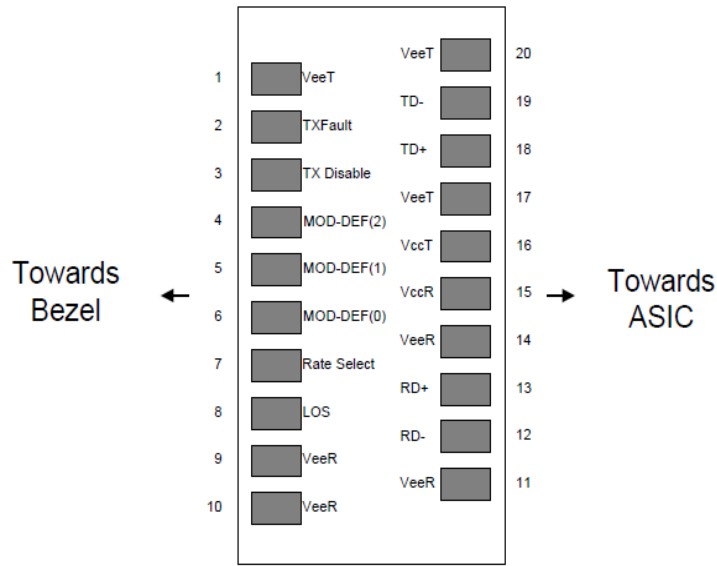 VeeT 20
1 VeeT
TD- 19
2 TXFault
TD+ 18
3 TX Disable
VeeT 17
4 MOD-DEF(2)
VccT 16
5 MOD-DEF(1)
Towards
Bezel
VccR 15
Towards
ASIC
6 MOD-DEF(0)
VeeR 14
7 Rate Select
RD+ 13
8 LOS
RD- 12
9 VeeR
VeeR 11
10 VeeR